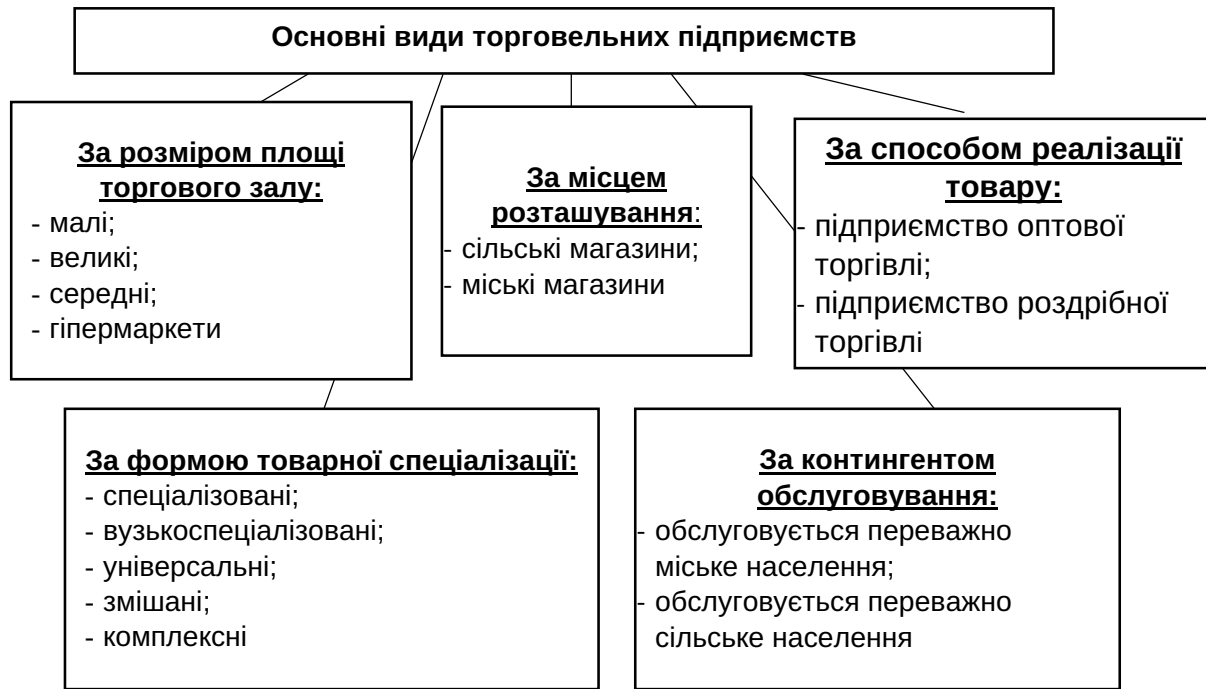 Основні види торговельних підприємств
За розміром площі
торгового залу:
- малі;
- великі;
- середні;
- гіпермаркети
За місцем
розташування:
- сільські магазини;
- міські магазини
За способом реалізації
товару:
- підприємство оптової
торгівлі;
- підприємство роздрібної
торгівлі
За формою товарної спеціалізації:
- спеціалізовані;
- вузькоспеціалізовані;
- універсальні;
- змішані;
- комплексні
За контингентом
обслуговування:
- обслуговується переважно
міське населення;
- обслуговується переважно
сільське населення